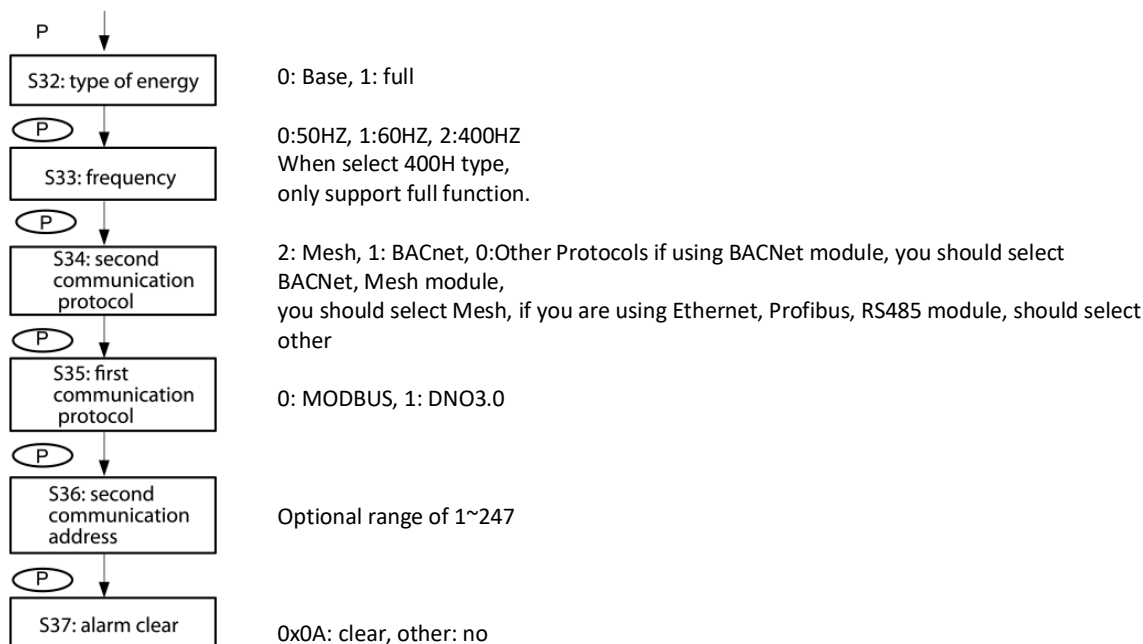 P
S32: type of energy
0: Base, 1: full
P
0:50HZ, 1:60HZ, 2:400HZ
When select 400H type,
only support full function.
S33: frequency
P
2: Mesh, 1: BACnet, 0:Other Protocols if using BACNet module, you should select
BACNet, Mesh module,
you should select Mesh, if you are using Ethernet, Profibus, RS485 module, should select
other
S34: second
communication
protocol
P
S35: first
communication
protocol
0: MODBUS, 1: DNO3.0
P
S36: second
communication
address
Optional range of 1~247
P
S37: alarm clear
0x0A: clear, other: no